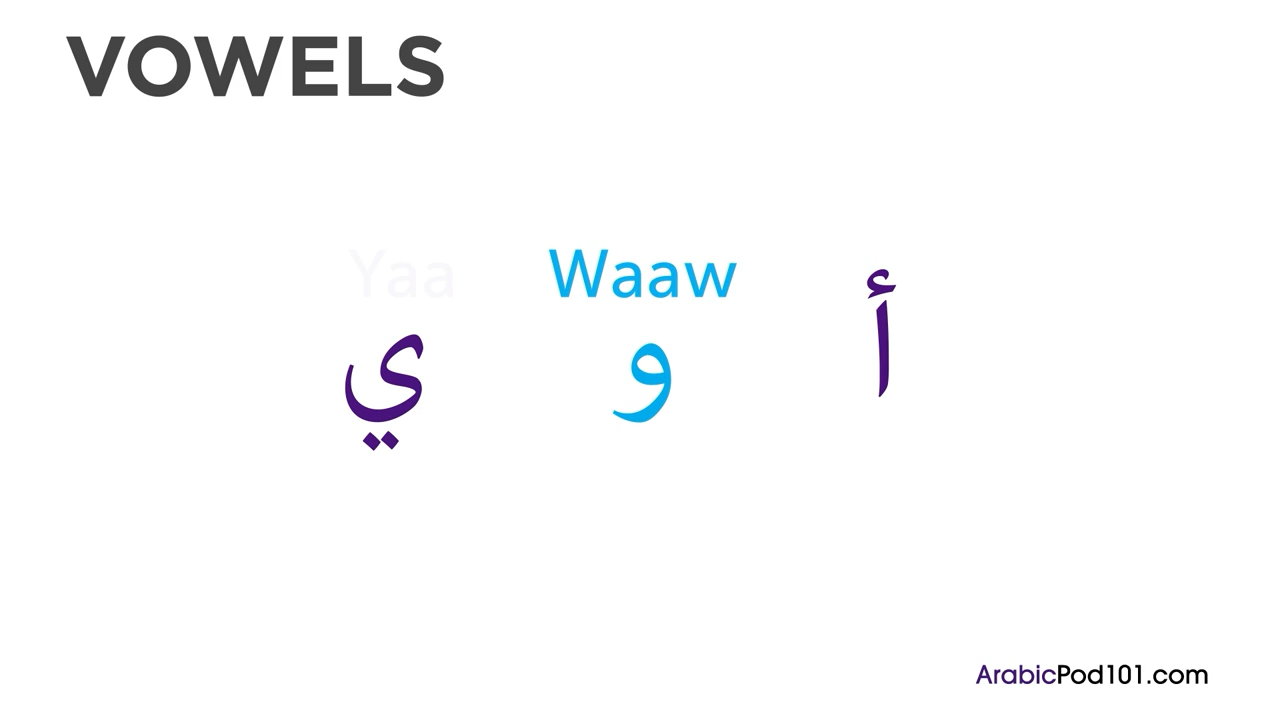 VOWELS
Yaa Waaw
أ و ي
ArabicPod101.com